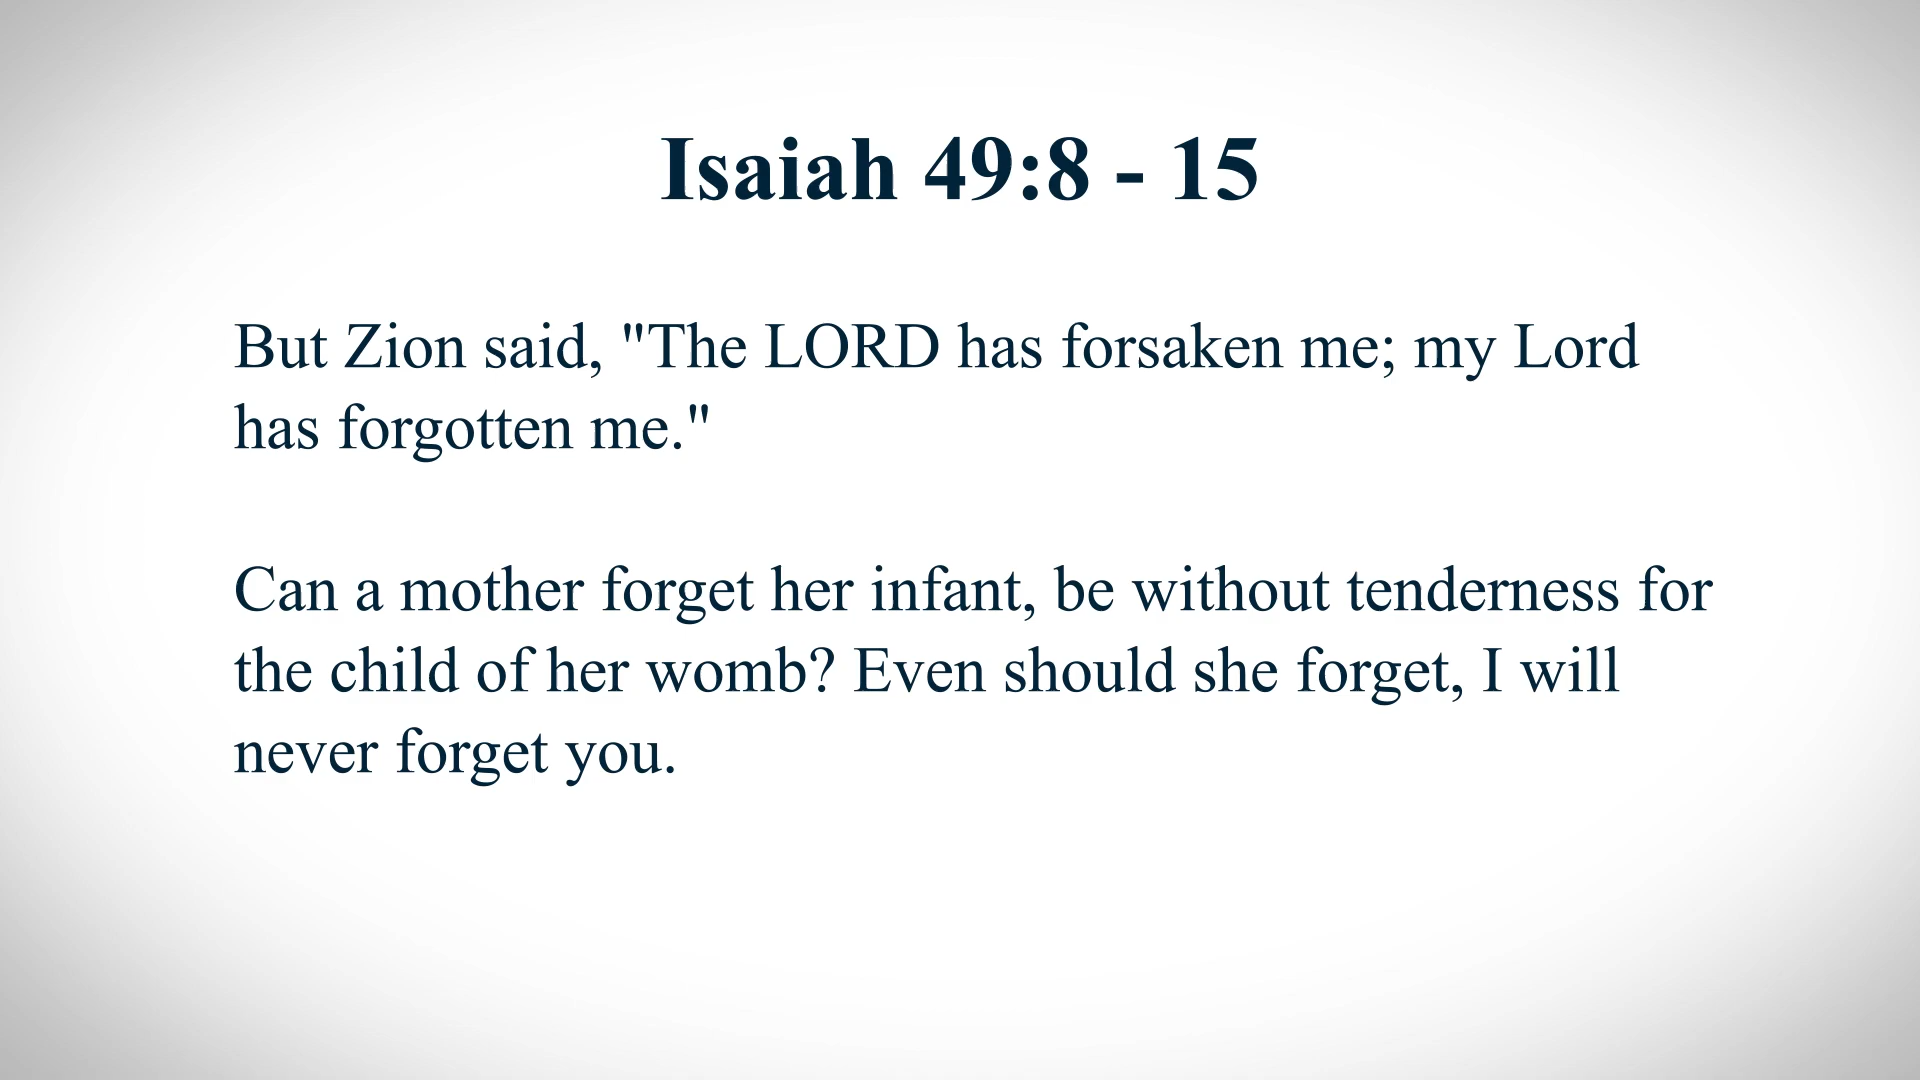 Isaiah 49:8 - 15
But Zion said, "The LORD has forsaken me; my Lord
has forgotten me."
Can a mother forget her infant, be without tenderness for
the child of her womb? Even should she forget, I will
never forget you.